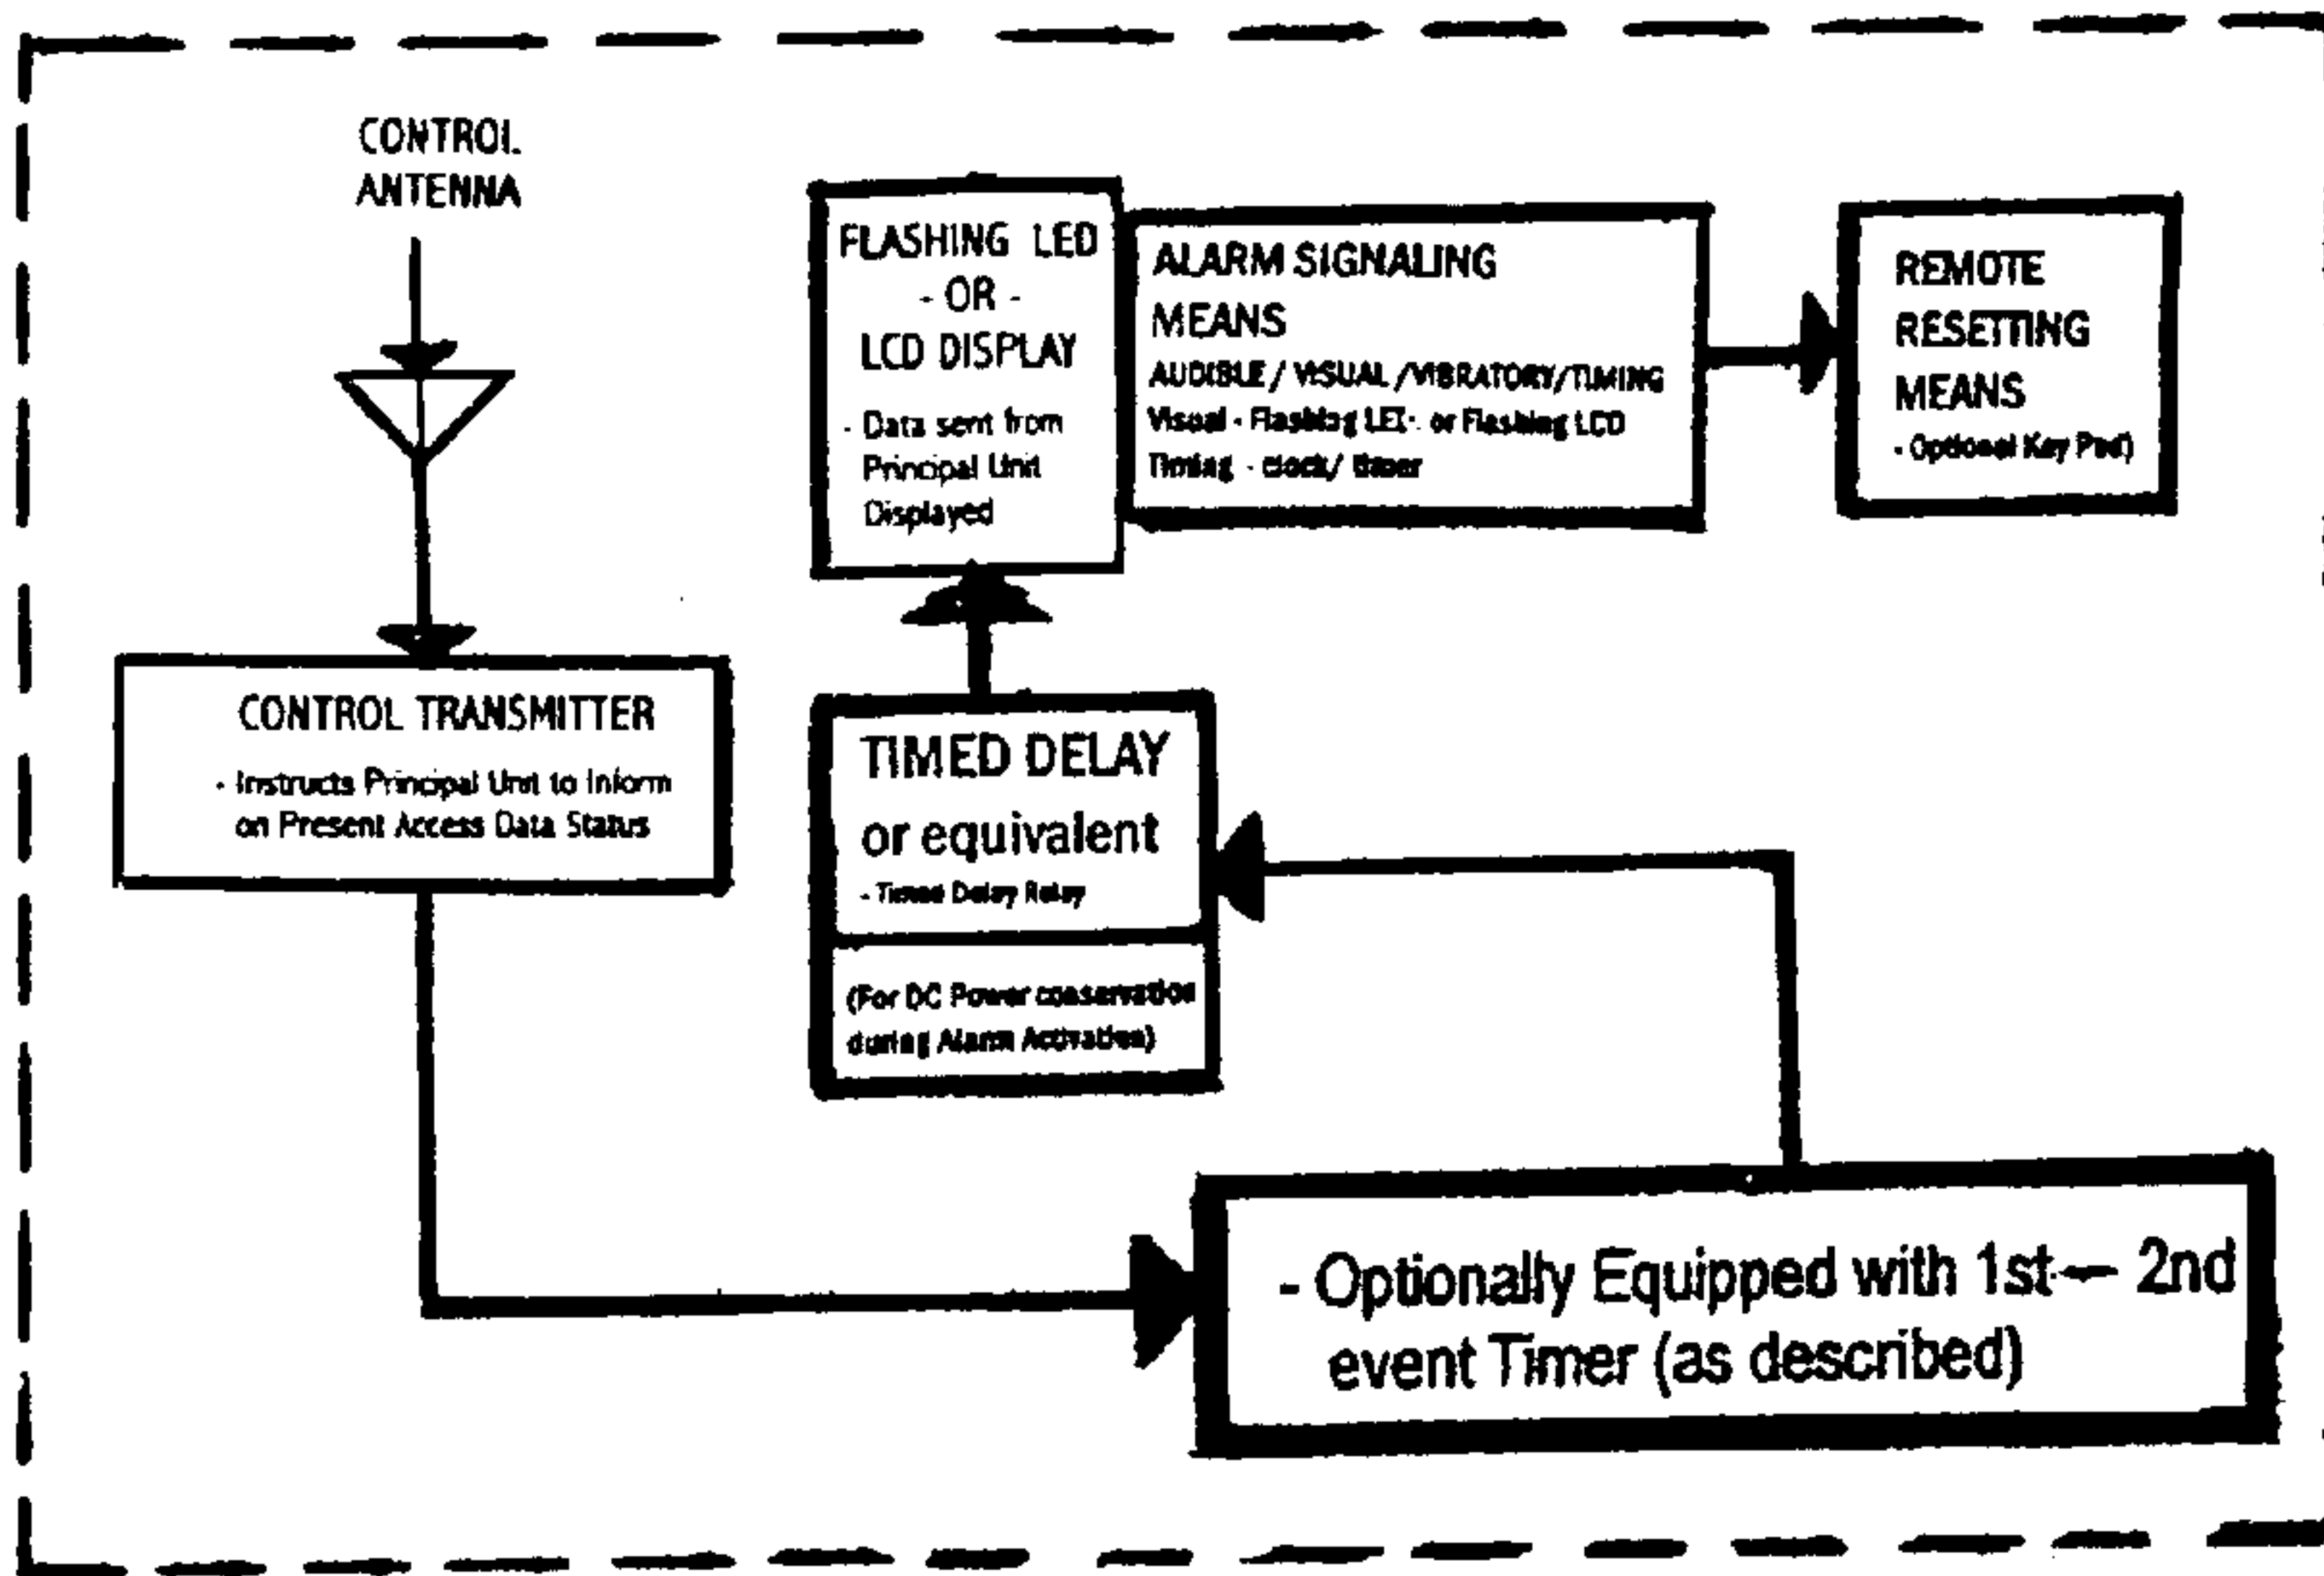 CONTROL
ANTENNA
FLASHING LED
- OR -
LCD DISPLAY
- Data sent from
Principal Unit
Displayed
ALARM SIGNALING
MEANS
AUDIBLE / VISUAL / VIBRATORY/TIMING
Visual - Flashing LED or Flashing LCD
Timing - clock/ timer
REMOTE
RESETTING
MEANS
- Optional Key Pad)
CONTROL TRANSMITTER
- Instructs Principal Unit to Inform
on Present Access Data Status
TIMED DELAY
or equivalent
- Timed Delay Relay
(For DC Power conservation
during Alarm Activation)
- Optionally Equipped with 1st — 2nd
event Timer (as described)